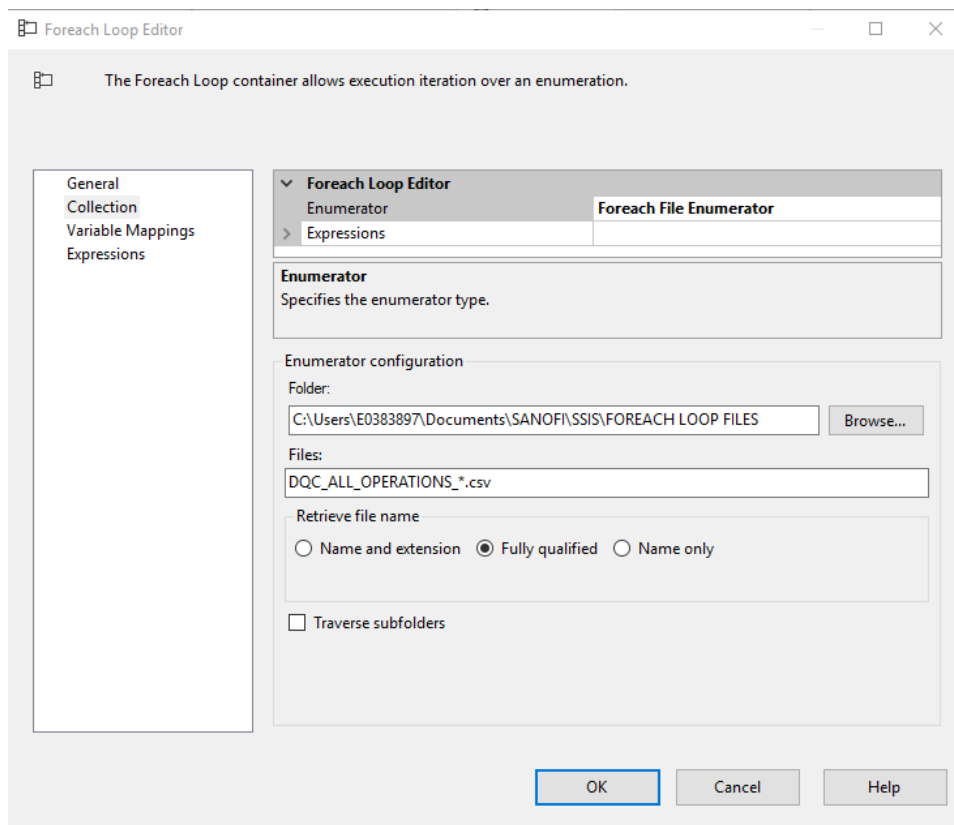 Foreach Loop Editor
The Foreach Loop container allows execution iteration over an enumeration.
General
Collection
Variable Mappings
Expressions
Foreach Loop Editor
Enumerator Foreach File Enumerator
Expressions
Enumerator
Specifies the enumerator type.
Enumerator configuration
Folder:
C:\Users\E0383897\Documents\SANOFI\SSIS\FOREACH LOOP FILES Browse...
Files:
DQC_ALL_OPERATIONS_*.csv
Retrieve file name
Name and extension Fully qualified Name only
Traverse subfolders
OK Cancel Help